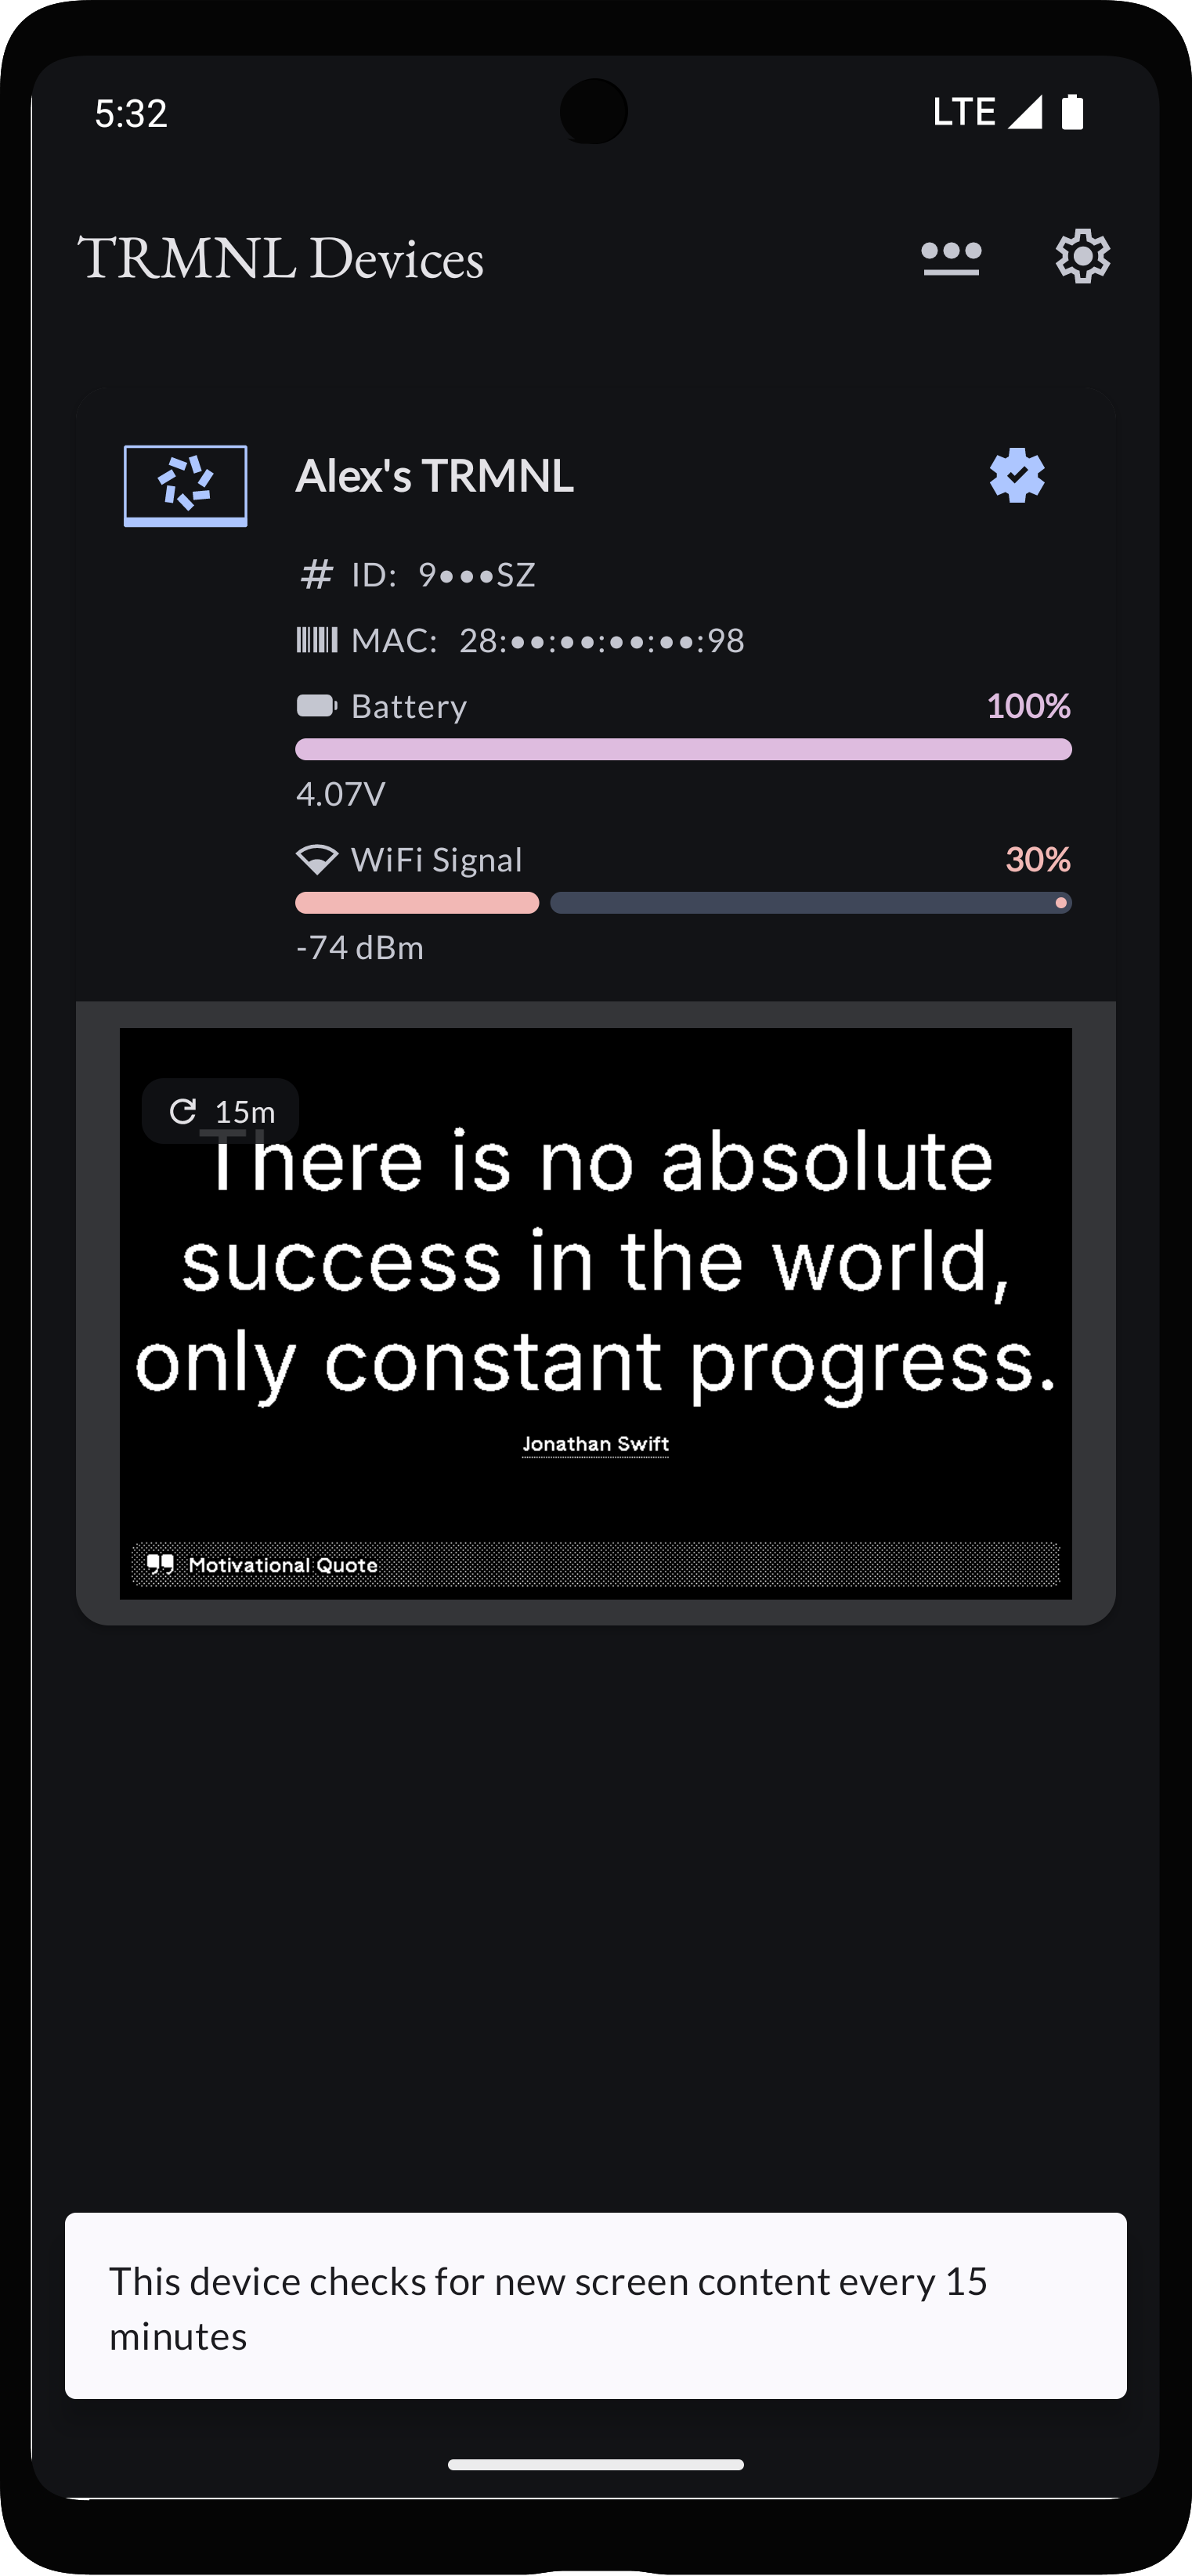 5:32
LTE
TRMNL Devices
Alex's TRMNL
# ID: 9●●●SZ
MAC: 28:●●:●●:●●:●●:98
Battery 100%
4.07V
WiFi Signal 30%
-74 dBm
15m
There is no absolute
success in the world,
only constant progress.
Jonathan Swift
Motivational Quote
This device checks for new screen content every 15
minutes